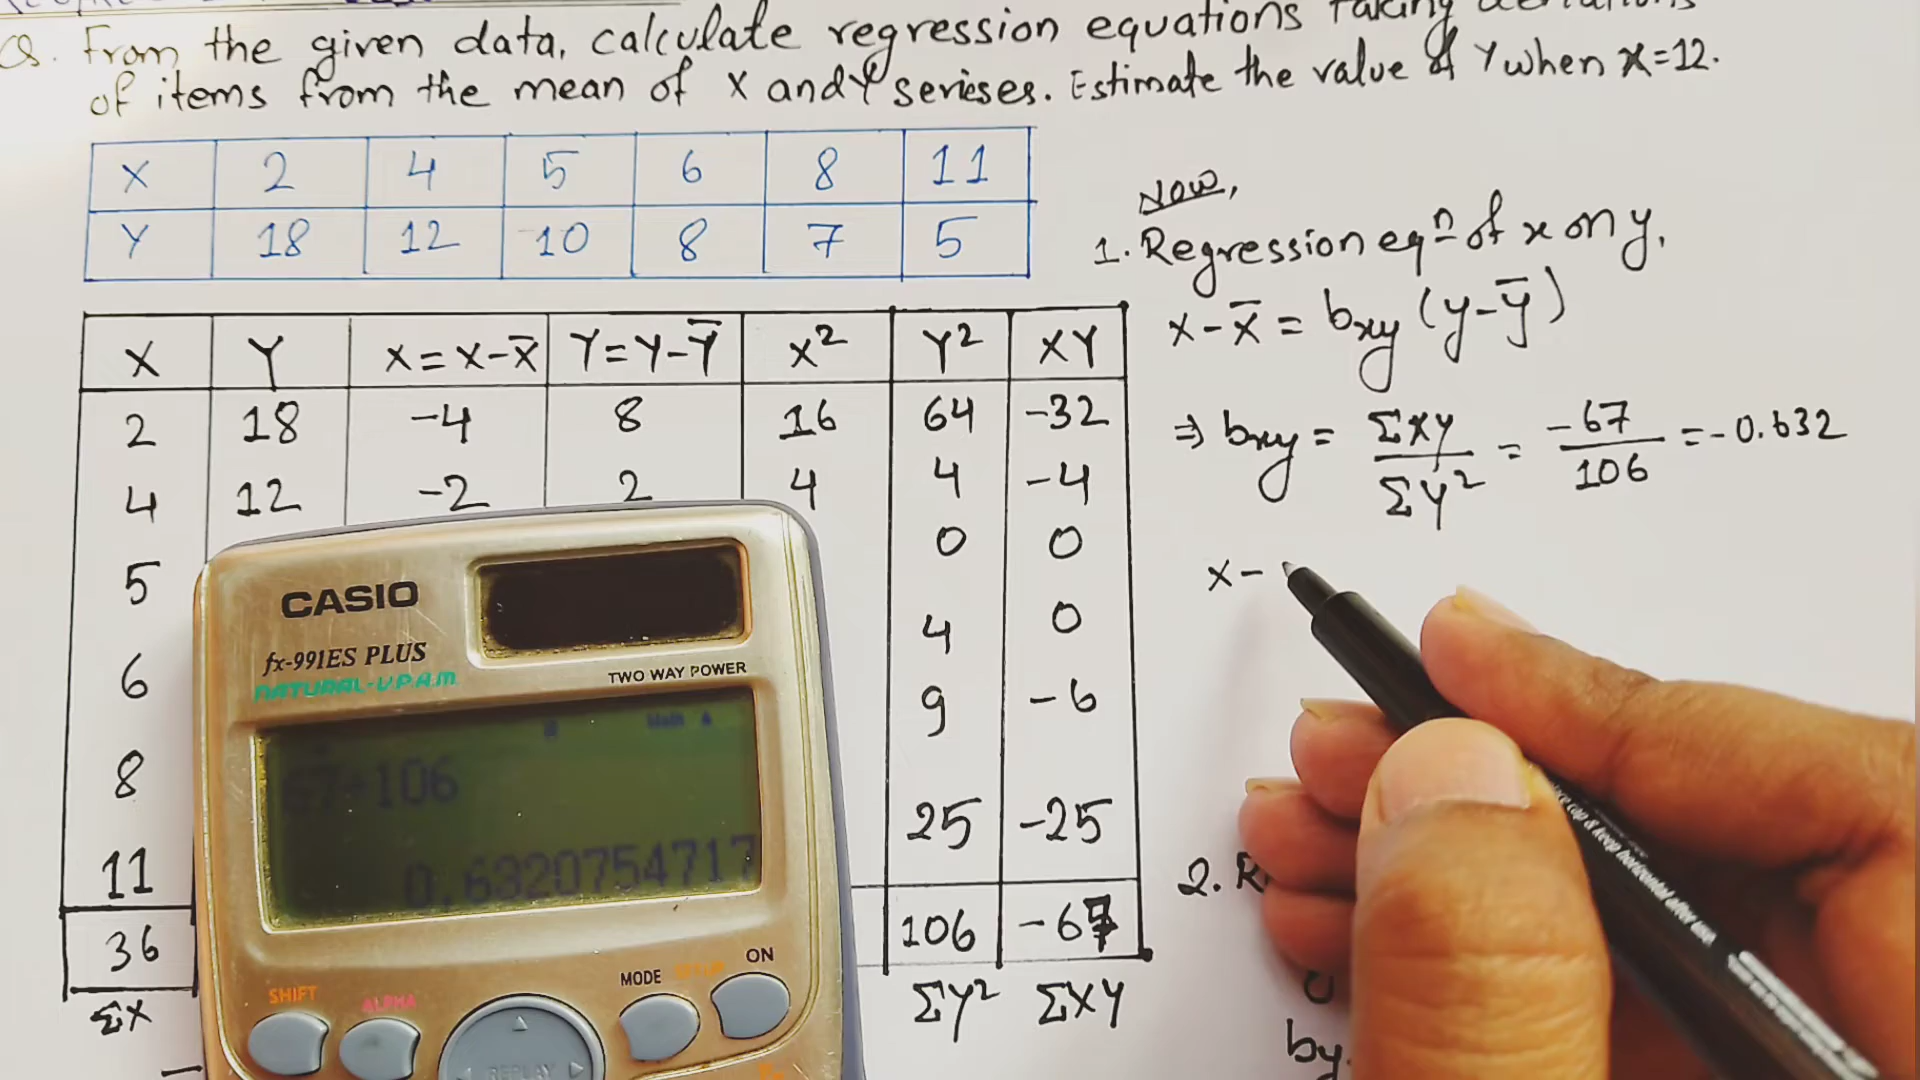 Q. From the given data, calculate regression equations taking deviations
of items from the mean of X and Y serieses. Estimate the value of Y when x=12.
X 2 4 5 6 8 11
Y 18 12 10 8 7 5
X Y x=x-x̅ Y=Y-Y̅ x² Y² XY
2 18 -4 8 16 64 -32
4 12 -2 2 4 4 -4
5 0 0
6 4 0
8 9 -6
11 25 -25
36 106 -67
ΣX ΣY² ΣXY
Now,
1. Regression eqⁿ of x on y,
x-x̅ = bxy (y-y̅)
⇒ bxy = ΣXY/ΣY² = -67/106 = -0.632
x-
2. R
by
CASIO
fx-991ES PLUS
NATURAL-V.P.A.M.
TWO WAY POWER
Math ▲
67÷106
0.6320754717
SHIFT ALPHA MODE SETUP ON
REPLAY